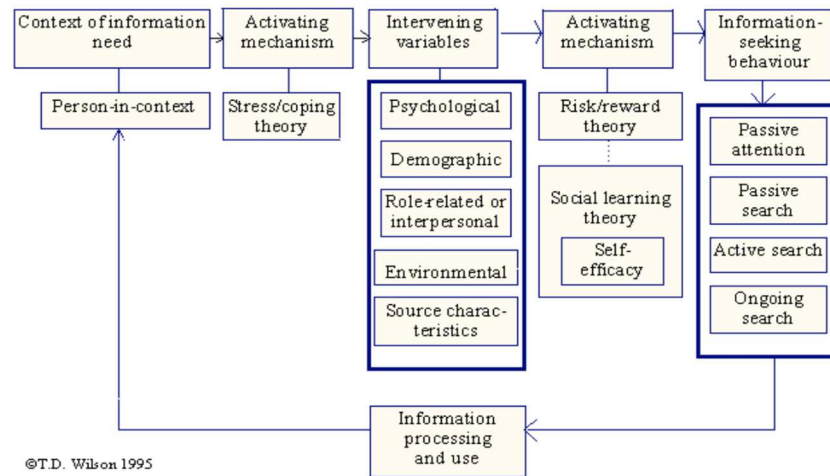 Context of information
need
Activating
mechanism
Intervening
variables
Activating
mechanism
Information-
seeking
behaviour
Person-in-context
Stress/coping
theory
Psychological
Demographic
Role-related or
interpersonal
Environmental
Source charac-
teristics
Risk/reward
theory
Social learning
theory
Self-
efficacy
Passive
attention
Passive
search
Active search
Ongoing
search
Information
processing
and use
©T.D. Wilson 1995